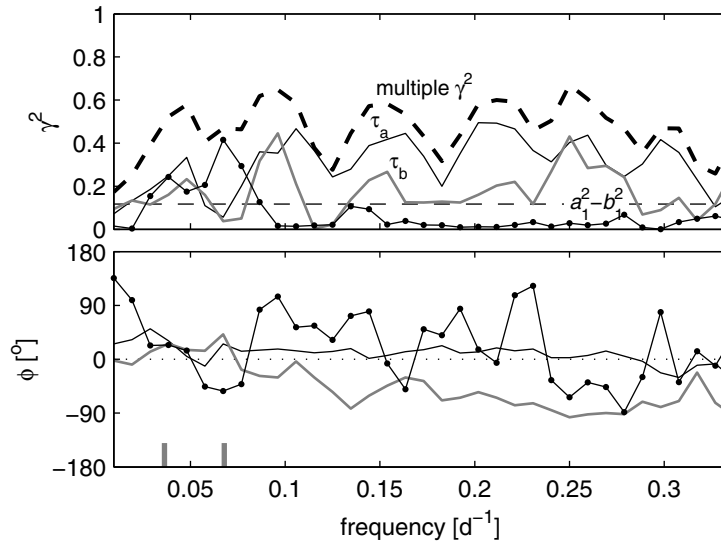 1
0.8
0.6
0.4
0.2
0
γ²
multiple γ²
τₐ
τ_b
a₁²−b₁²
180
90
0
−90
−180
ϕ [°]
0.05
0.1
0.15
0.2
0.25
0.3
frequency [d⁻¹]